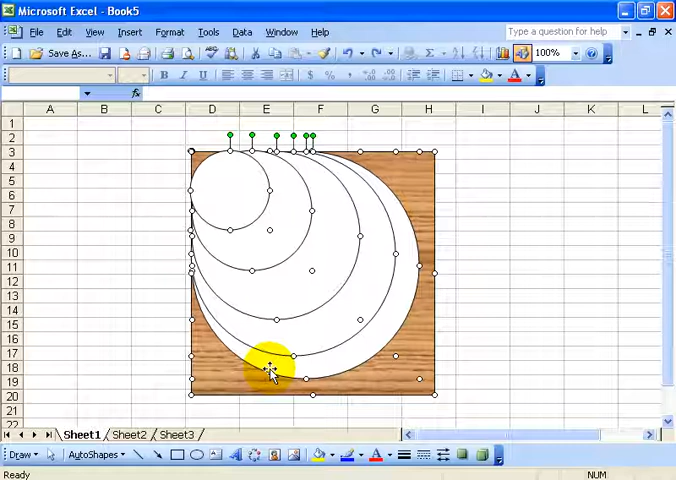 Microsoft Excel - Book5
File Edit View Insert Format Tools Data Window Help
Type a question for help
Save As... 100%
B I U $ % A
fx
A B C D E F G H I J K L
1
2
3
4
5
6
7
8
9
10
11
12
13
14
15
16
17
18
19
20
21
22
Sheet1 Sheet2 Sheet3
Draw AutoShapes A A
Ready NUM